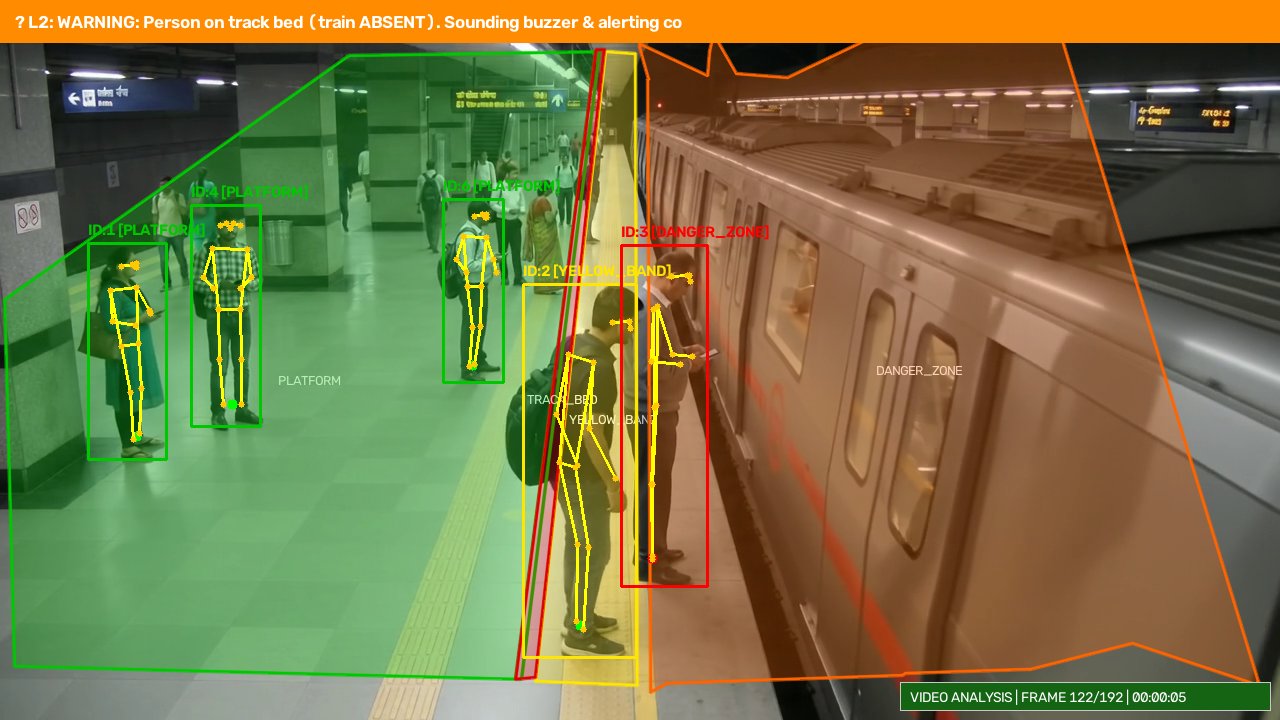 ? L2: WARNING: Person on track bed (train ABSENT). Sounding buzzer & alerting co
ID:4 [PLATFORM]
ID:6 [PLATFORM]
ID:1 [PLATFORM]
ID:3 [DANGER_ZONE]
ID:2 [YELLOW_BAND]
DANGER_ZONE
PLATFORM
TRACK_BED
YELLOW_BAND
VIDEO ANALYSIS | FRAME 122/192 | 00:00:05